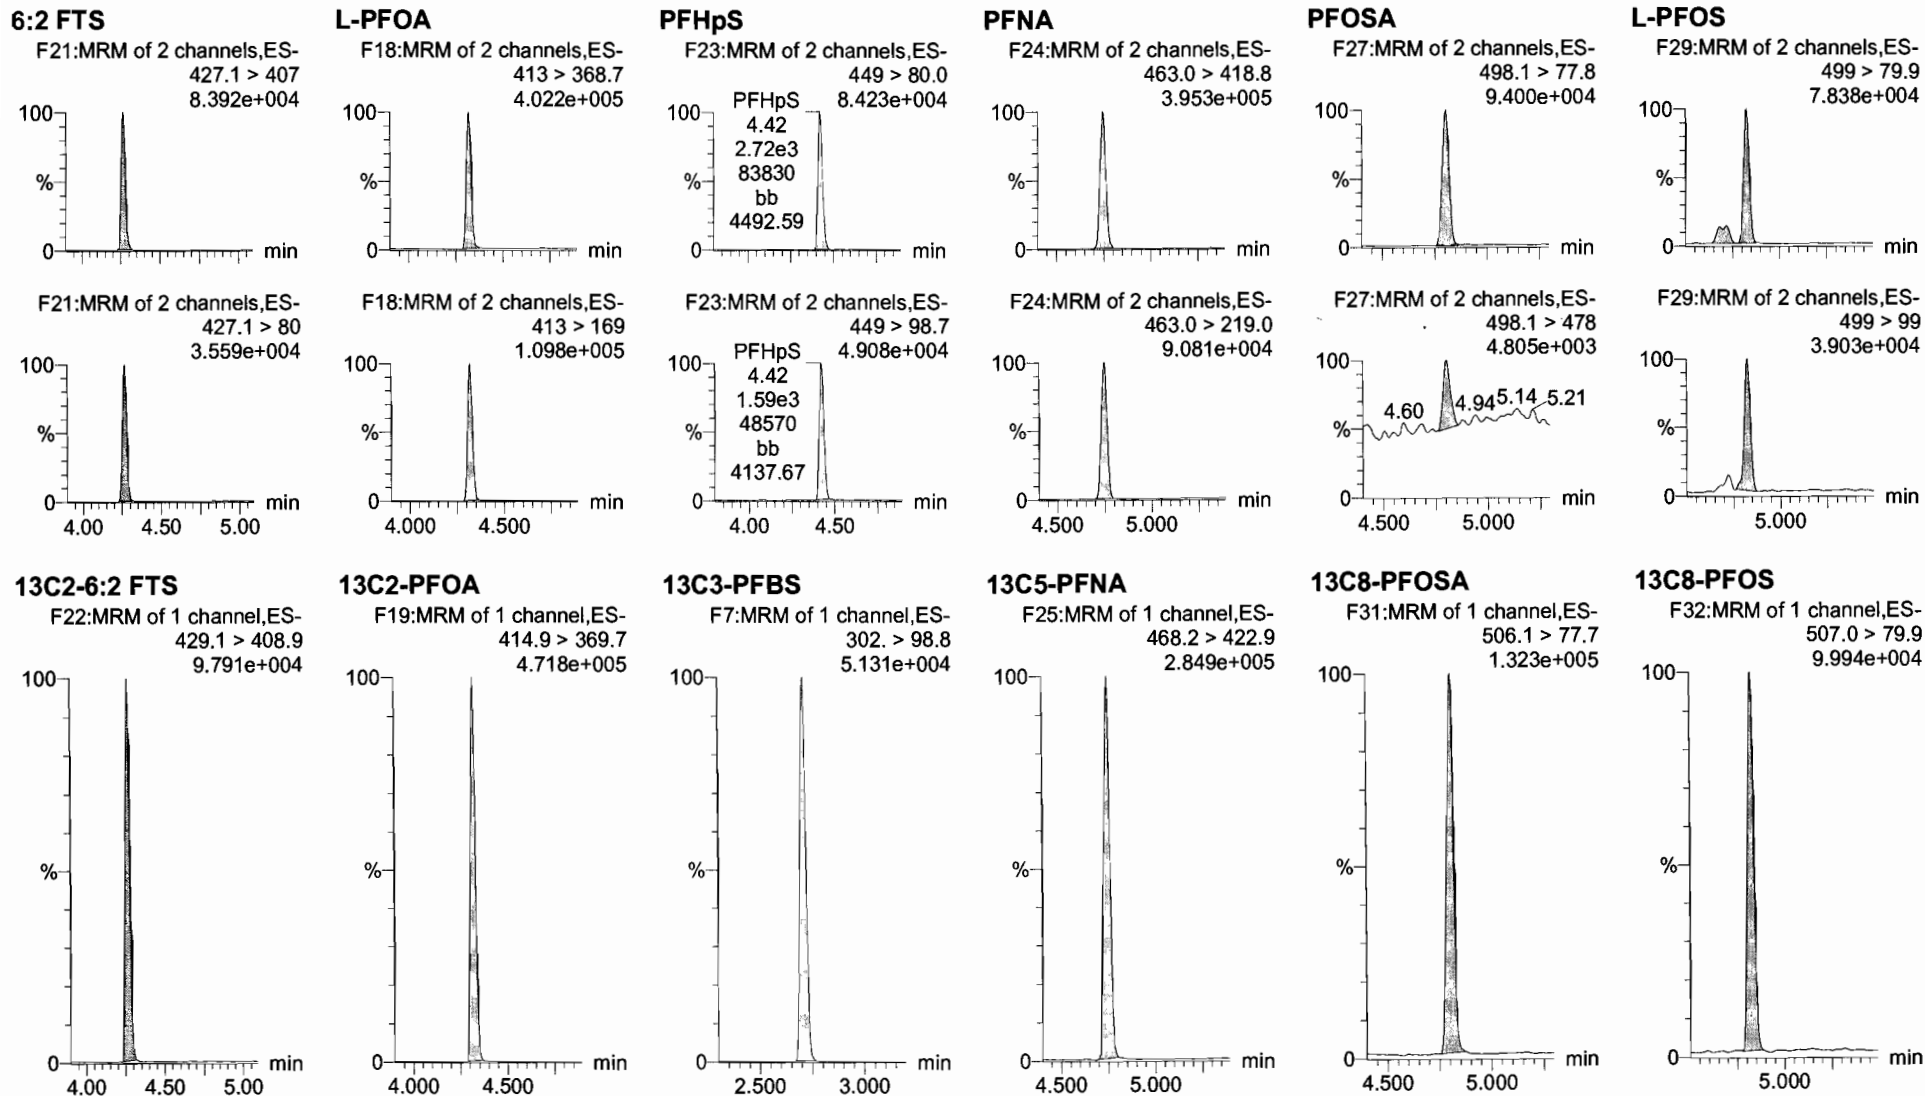 6:2 FTS
F21:MRM of 2 channels,ES-
427.1 > 407
8.392e+004
100
%
0
min
F21:MRM of 2 channels,ES-
427.1 > 80
3.559e+004
100
%
0
min
4.00 4.50 5.00
L-PFOA
F18:MRM of 2 channels,ES-
413 > 368.7
4.022e+005
100
%
0
min
F18:MRM of 2 channels,ES-
413 > 169
1.098e+005
100
%
0
min
4.000 4.500
PFHpS
F23:MRM of 2 channels,ES-
449 > 80.0
8.423e+004
PFHpS
4.42
2.72e3
83830
bb
4492.59
100
%
0
min
F23:MRM of 2 channels,ES-
449 > 98.7
4.908e+004
PFHpS
4.42
1.59e3
48570
bb
4137.67
100
%
0
min
4.00 4.50
PFNA
F24:MRM of 2 channels,ES-
463.0 > 418.8
3.953e+005
100
%
0
min
F24:MRM of 2 channels,ES-
463.0 > 219.0
9.081e+004
100
%
0
min
4.500 5.000
PFOSA
F27:MRM of 2 channels,ES-
498.1 > 77.8
9.400e+004
100
%
0
min
F27:MRM of 2 channels,ES-
498.1 > 478
4.805e+003
100
4.60 4.94 5.14 5.21
%
0
min
4.500 5.000
L-PFOS
F29:MRM of 2 channels,ES-
499 > 79.9
7.838e+004
100
%
0
min
F29:MRM of 2 channels,ES-
499 > 99
3.903e+004
100
%
0
min
5.000
13C2-6:2 FTS
F22:MRM of 1 channel,ES-
429.1 > 408.9
9.791e+004
100
%
0
min
4.00 4.50 5.00
13C2-PFOA
F19:MRM of 1 channel,ES-
414.9 > 369.7
4.718e+005
100
%
0
min
4.000 4.500
13C3-PFBS
F7:MRM of 1 channel,ES-
302. > 98.8
5.131e+004
100
%
0
min
2.500 3.000
13C5-PFNA
F25:MRM of 1 channel,ES-
468.2 > 422.9
2.849e+005
100
%
0
min
4.500 5.000
13C8-PFOSA
F31:MRM of 1 channel,ES-
506.1 > 77.7
1.323e+005
100
%
0
min
4.500 5.000
13C8-PFOS
F32:MRM of 1 channel,ES-
507.0 > 79.9
9.994e+004
100
%
0
min
5.000